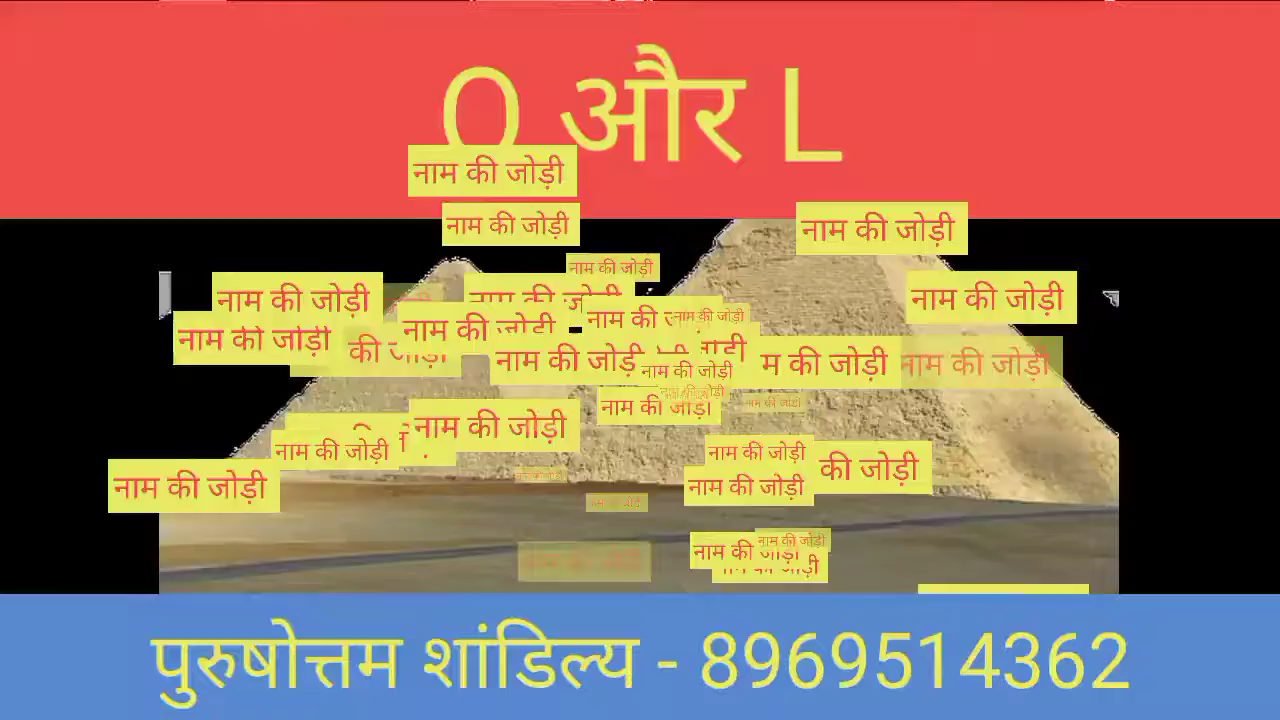 O और L
नाम की जोड़ी
नाम की जोड़ी
नाम की जोड़ी
नाम की जोड़ी
नाम की जोड़ी
नाम की जोड़ी
नाम की जोड़ी
नाम की जोड़ी
नाम की
नाम की जोड़ी
नाम की जोड़ी
की जोड़ी
नाम की जोड़ी
नाम की जोड़ी
की जोड़ी
नाम की जोड़ी
नाम की जोड़ी
नाम की जोड़ी
नाम की जोड़ी
नाम की जोड़ी
नाम की जोड़ी
नाम की जोड़ी
की जोड़ी
नाम की जोड़ी
नाम की जोड़ी
नाम की जोड़ी
नाम की जोड़ी
पुरुषोत्तम शांडिल्य - 8969514362